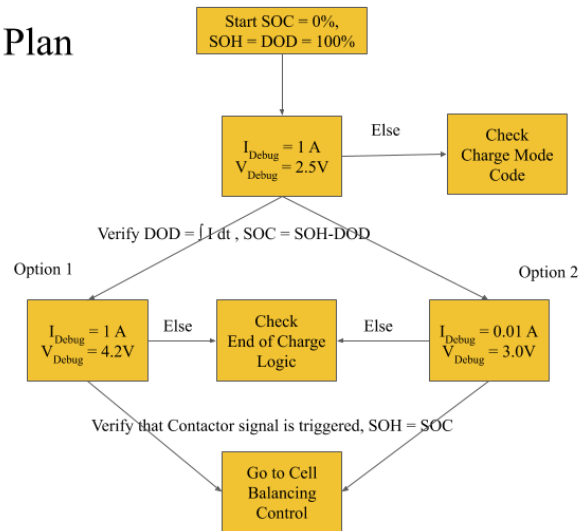 Plan
Start SOC = 0%,
SOH = DOD = 100%
I_Debug = 1 A
V_Debug = 2.5V
Else
Check
Charge Mode
Code
Verify DOD = ∫ I dt , SOC = SOH-DOD
Option 1
Option 2
I_Debug = 1 A
V_Debug = 4.2V
Else
Check
End of Charge
Logic
Else
I_Debug = 0.01 A
V_Debug = 3.0V
Verify that Contactor signal is triggered, SOH = SOC
Go to Cell
Balancing
Control